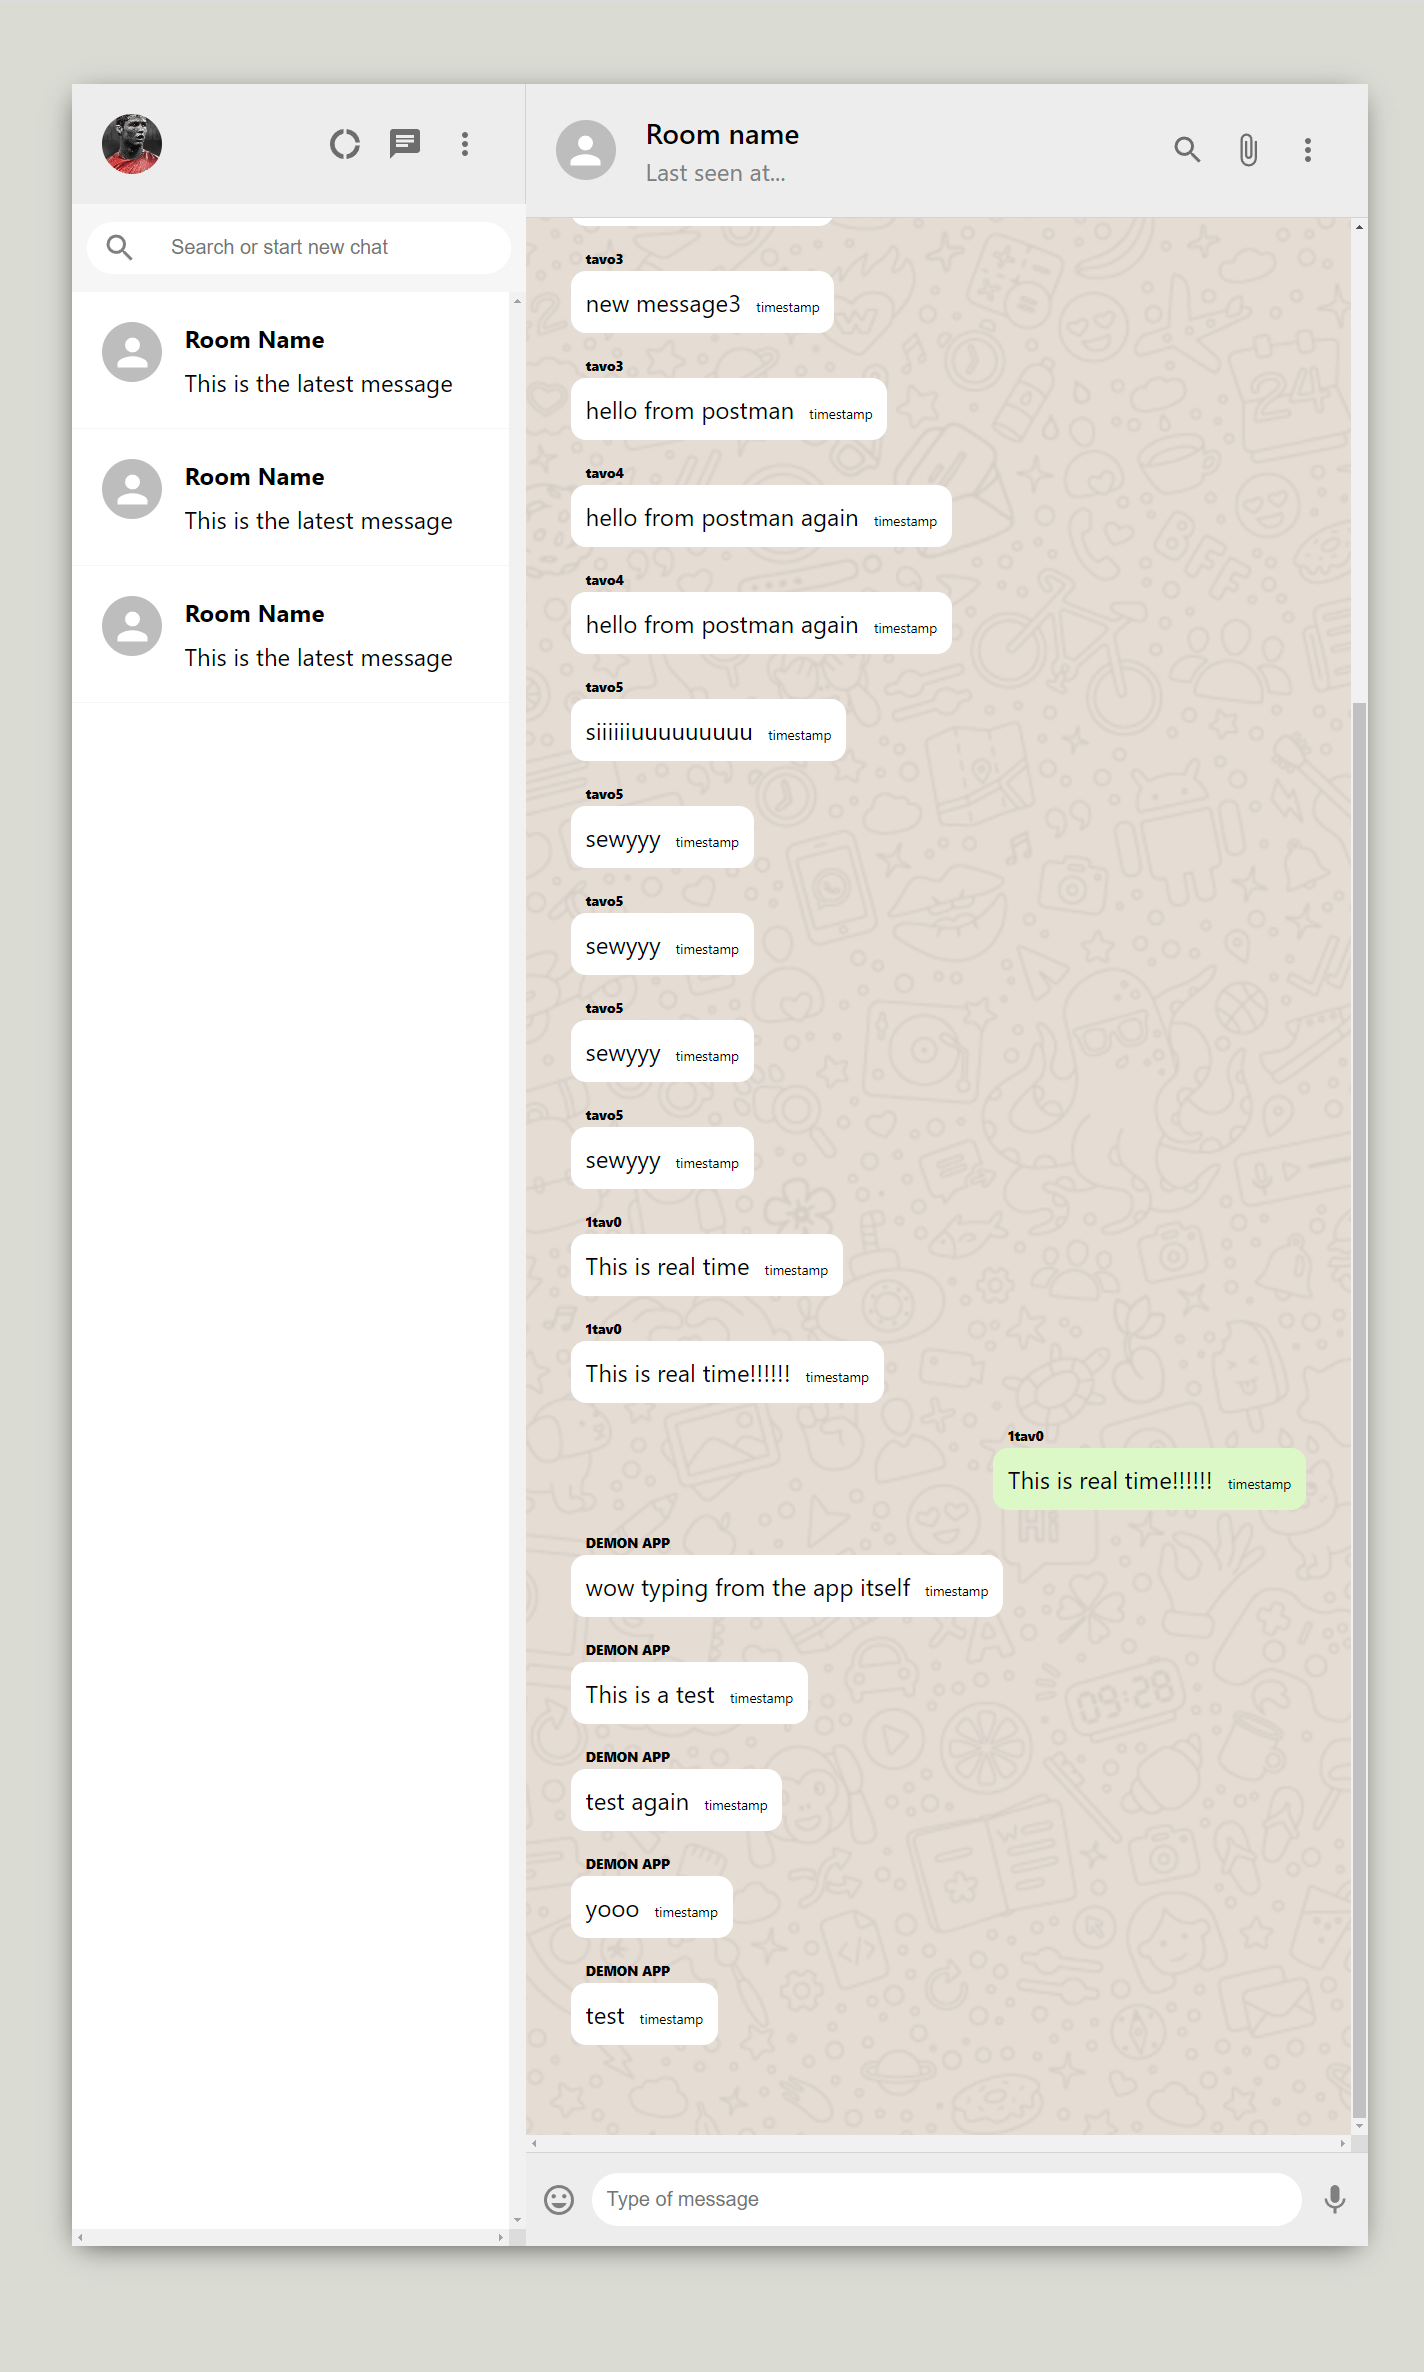 Search or start new chat
Room Name
This is the latest message
Room Name
This is the latest message
Room Name
This is the latest message
Room name
Last seen at...
tavo3
new message3 timestamp
tavo3
hello from postman timestamp
tavo4
hello from postman again timestamp
tavo4
hello from postman again timestamp
tavo5
siiiiiiuuuuuuuuu timestamp
tavo5
sewyyy timestamp
tavo5
sewyyy timestamp
tavo5
sewyyy timestamp
tavo5
sewyyy timestamp
1tav0
This is real time timestamp
1tav0
This is real time!!!!!! timestamp
1tav0
This is real time!!!!!! timestamp
DEMON APP
wow typing from the app itself timestamp
DEMON APP
This is a test timestamp
DEMON APP
test again timestamp
DEMON APP
yooo timestamp
DEMON APP
test timestamp
Type of message
24
BFF
Hi
09:28